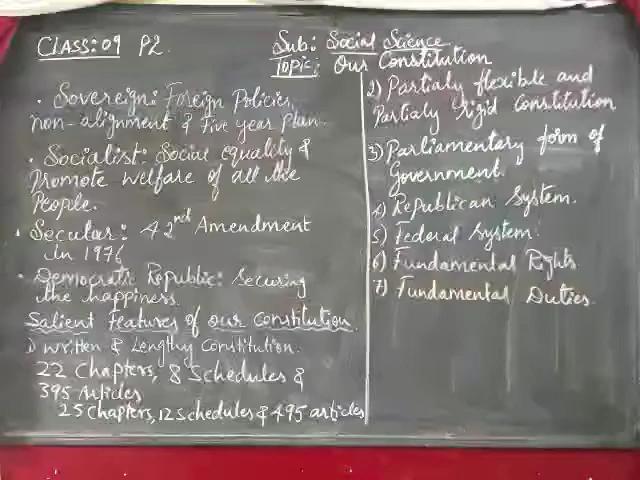 CLASS: 09 P2.
Sub: Social Science
Topic: Our Constitution
• Sovereign: Foreign Policies,
non-alignment & Five year plan.
• Socialist: Social equality &
Promote welfare of all the
People.
• Secular: 42nd Amendment
in 1976
• Democratic Republic: Securing
the happiness.
Salient Features of our Constitution.
1) Written & Lengthy Constitution.
22 Chapters, 8 Schedules &
395 Articles
25 Chapters, 12 Schedules & 495 articles
2) Partialy flexible and
Partialy rigid constitution
3) Parliamentary form of
Government.
4) Republican System.
5) Federal System.
6) Fundamental Rights
7) Fundamental Duties.